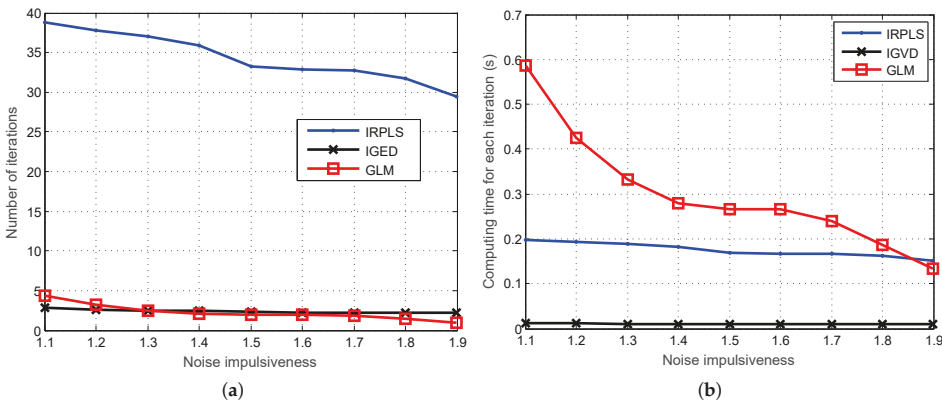 40
35
30
25
20
15
10
5
0
Number of iterations
IRPLS
IGED
GLM
1.1 1.2 1.3 1.4 1.5 1.6 1.7 1.8 1.9
Noise impulsiveness
(a)
0.7
0.6
0.5
0.4
0.3
0.2
0.1
0
Computing time for each iteration (s)
IRPLS
IGVD
GLM
1.1 1.2 1.3 1.4 1.5 1.6 1.7 1.8 1.9
Noise impulsiveness
(b)